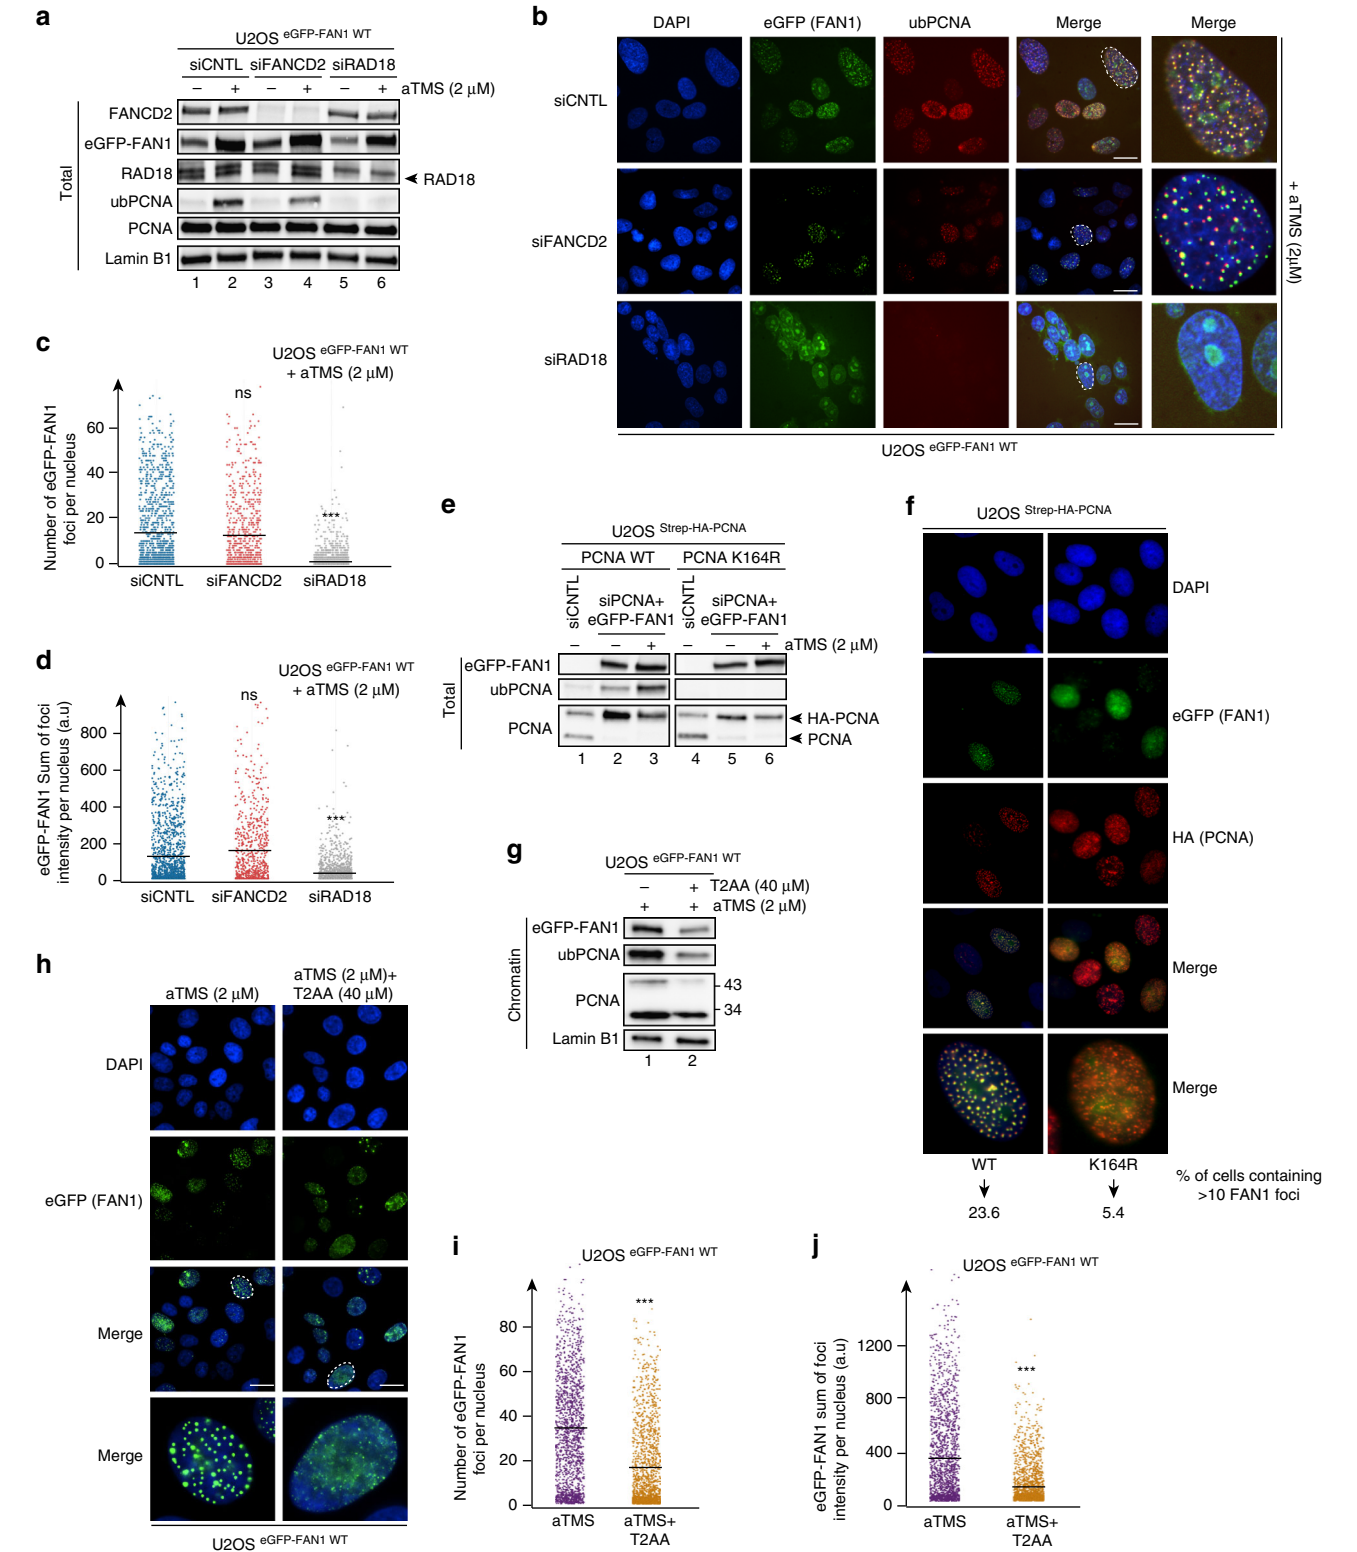 a
U2OS eGFP-FAN1 WT
siCNTL siFANCD2 siRAD18
– + – + – + aTMS (2 µM)
Total
FANCD2
eGFP-FAN1
RAD18
RAD18
ubPCNA
PCNA
Lamin B1
1 2 3 4 5 6
b
DAPI eGFP (FAN1) ubPCNA Merge Merge
siCNTL
siFANCD2
siRAD18
+ aTMS (2µM)
U2OS eGFP-FAN1 WT
c
U2OS eGFP-FAN1 WT
+ aTMS (2 µM)
Number of eGFP-FAN1
foci per nucleus
60
40
20
0
ns
***
siCNTL siFANCD2 siRAD18
d
U2OS eGFP-FAN1 WT
+ aTMS (2 µM)
eGFP-FAN1 Sum of foci
intensity per nucleus (a.u)
800
600
400
200
0
ns
***
siCNTL siFANCD2 siRAD18
e
U2OS Strep-HA-PCNA
PCNA WT PCNA K164R
siCNTL
siPCNA+
eGFP-FAN1
siCNTL
siPCNA+
eGFP-FAN1
– – + – – + aTMS (2 µM)
Total
eGFP-FAN1
ubPCNA
PCNA
HA-PCNA
PCNA
1 2 3 4 5 6
f
U2OS Strep-HA-PCNA
DAPI
eGFP (FAN1)
HA (PCNA)
Merge
Merge
WT K164R
% of cells containing
>10 FAN1 foci
23.6 5.4
g
U2OS eGFP-FAN1 WT
– + T2AA (40 µM)
+ + aTMS (2 µM)
Chromatin
eGFP-FAN1
ubPCNA
PCNA
43
34
Lamin B1
1 2
h
aTMS (2 µM)
aTMS (2 µM)+
T2AA (40 µM)
DAPI
eGFP (FAN1)
Merge
Merge
U2OS eGFP-FAN1 WT
i
U2OS eGFP-FAN1 WT
Number of eGFP-FAN1
foci per nucleus
80
60
40
20
0
***
aTMS aTMS+
T2AA
j
U2OS eGFP-FAN1 WT
eGFP-FAN1 sum of foci
intensity per nucleus (a.u)
1200
800
400
0
***
aTMS aTMS+
T2AA